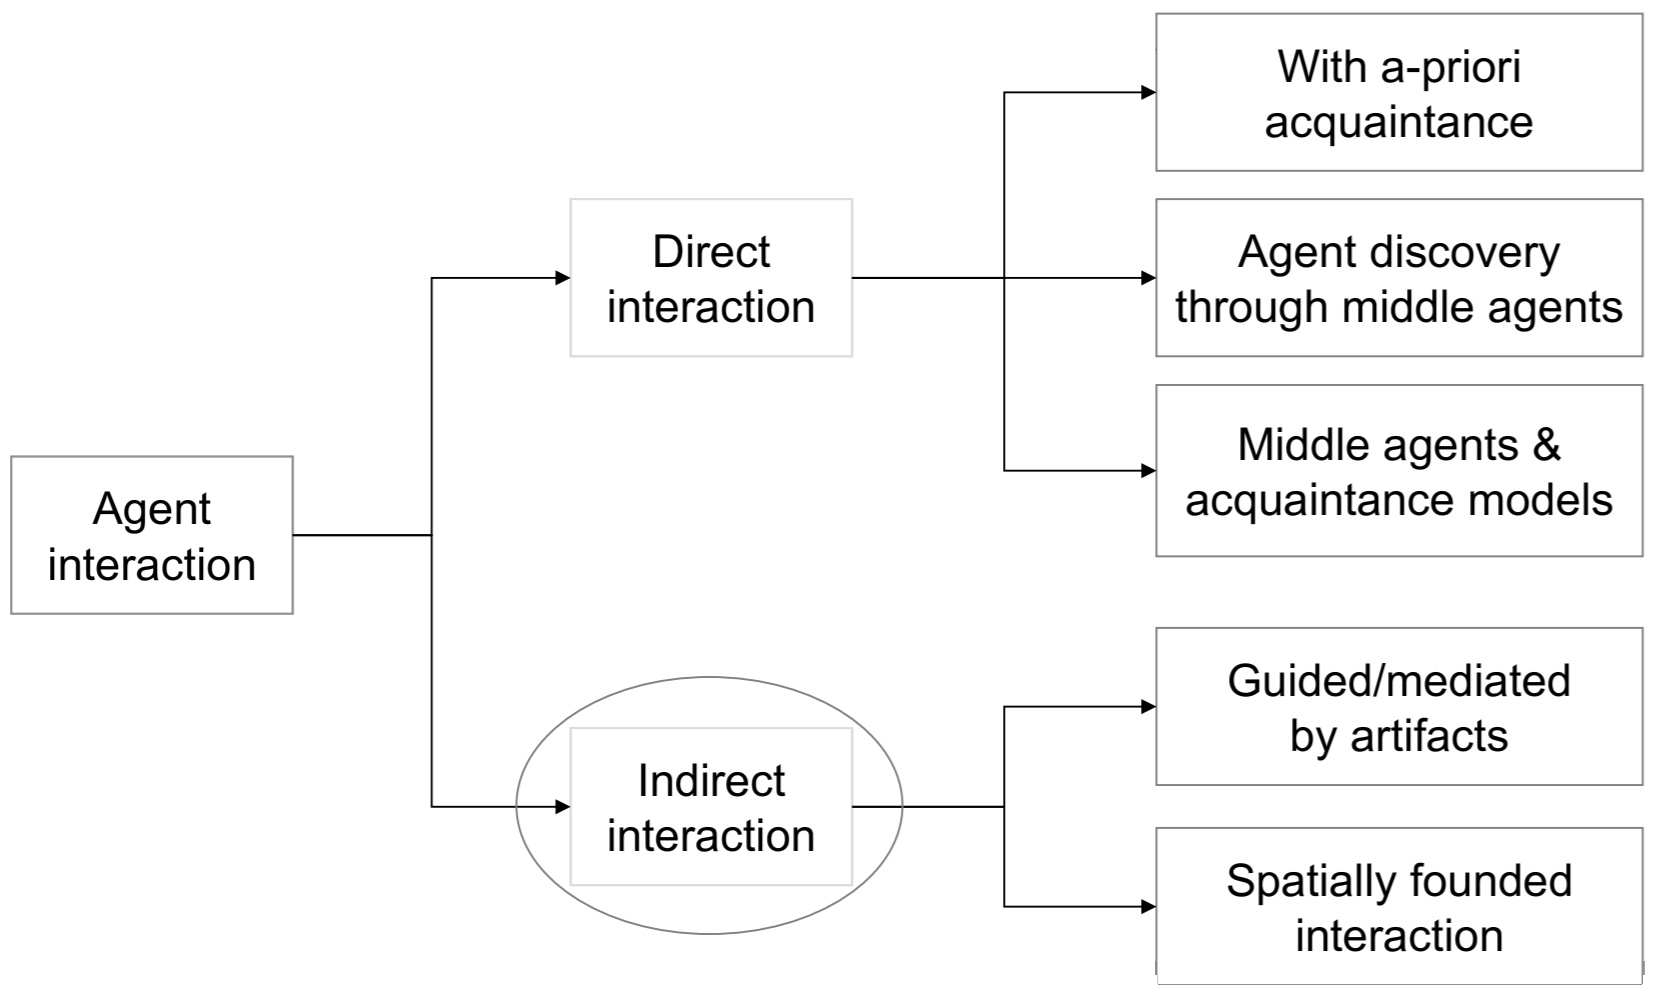 With a-priori
acquaintance
Direct
interaction
Agent discovery
through middle agents
Middle agents &
acquaintance models
Agent
interaction
Guided/mediated
by artifacts
Indirect
interaction
Spatially founded
interaction